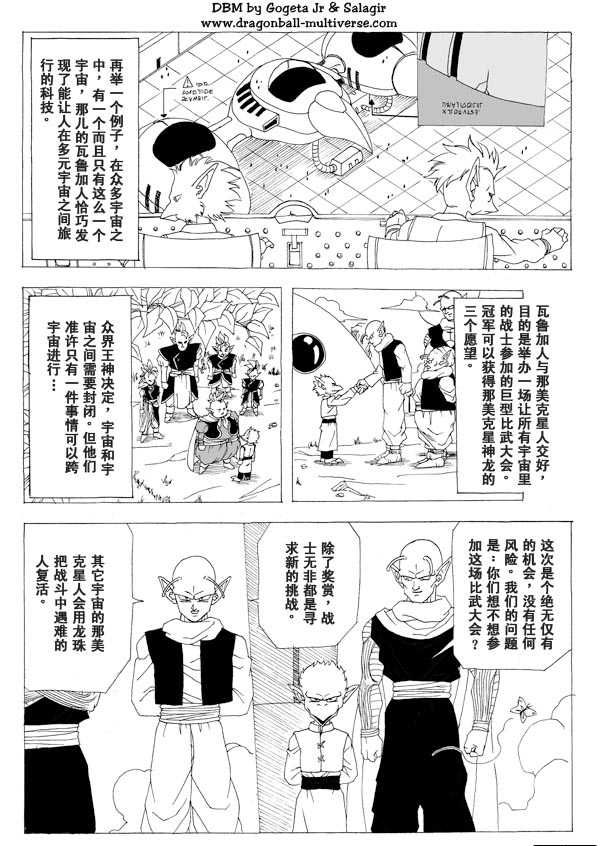 DBM by Gogeta Jr & Salagir
www.dragonball-multiverse.com
再举一个例子，在众多宇宙之
中，有一个而且只有这么一个
宇宙，那儿的瓦鲁加人恰巧发
现了能让人在多元宇宙之间旅
行的科技。
瓦鲁加人与那美克星人交好，
目的是举办一场让所有宇宙里
的战士参加的巨型比武大会。
冠军可以获得那美克星神龙的
三个愿望。
众界王神决定，宇宙和宇
宙之间需要封闭。但他们
准许只有一件事情可以跨
宇宙进行…
这次是个绝无仅有
的机会，没有任何
风险。我们的问题
是：你们想不想参
加这场比武大会？
除了奖赏，战
士无非都是寻
求新的挑战。
其它宇宙的那美
克星人会用龙珠
把战斗中遇难的
人复活。